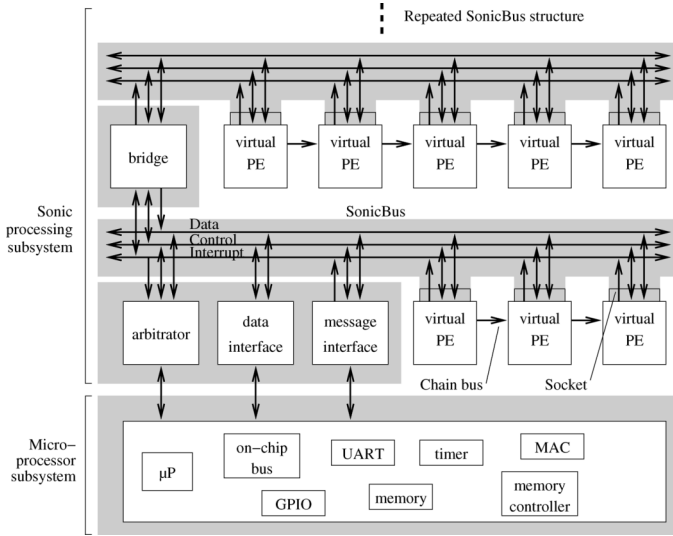 Repeated SonicBus structure
bridge
virtual
PE
virtual
PE
virtual
PE
virtual
PE
virtual
PE
Sonic
processing
subsystem
SonicBus
Data
Control
Interrupt
arbitrator
data
interface
message
interface
virtual
PE
virtual
PE
virtual
PE
Chain bus
Socket
Micro-
processor
subsystem
μP
on-chip
bus
UART
timer
MAC
GPIO
memory
memory
controller